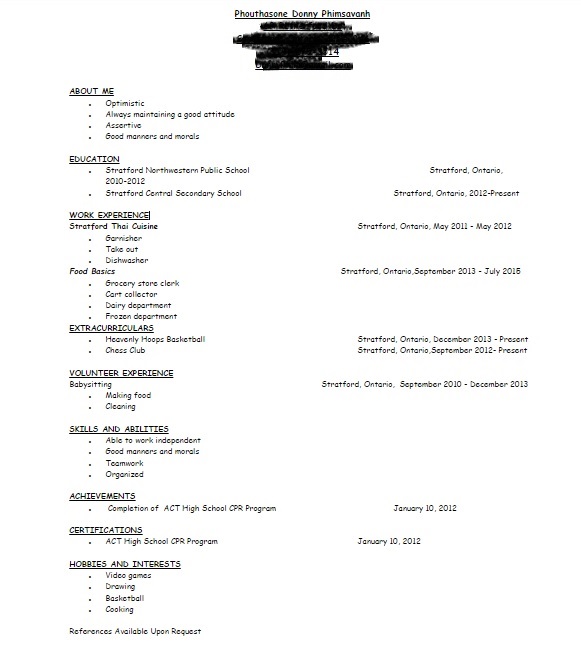 Phouthasone Donny Phimsavanh
ABOUT ME
• Optimistic
• Always maintaining a good attitude
• Assertive
• Good manners and morals
EDUCATION
• Stratford Northwestern Public School Stratford, Ontario,
2010-2012
• Stratford Central Secondary School Stratford, Ontario, 2012-Present
WORK EXPERIENCE
Stratford Thai Cuisine Stratford, Ontario, May 2011 - May 2012
• Garnisher
• Take out
• Dishwasher
Food Basics Stratford, Ontario,September 2013 - July 2015
• Grocery store clerk
• Cart collector
• Dairy department
• Frozen department
EXTRACURRICULARS
• Heavenly Hoops Basketball Stratford, Ontario, December 2013 - Present
• Chess Club Stratford, Ontario,September 2012- Present
VOLUNTEER EXPERIENCE
Babysitting Stratford, Ontario, September 2010 - December 2013
• Making food
• Cleaning
SKILLS AND ABILITIES
• Able to work independent
• Good manners and morals
• Teamwork
• Organized
ACHIEVEMENTS
• Completion of ACT High School CPR Program January 10, 2012
CERTIFICATIONS
• ACT High School CPR Program January 10, 2012
HOBBIES AND INTERESTS
• Video games
• Drawing
• Basketball
• Cooking
References Available Upon Request